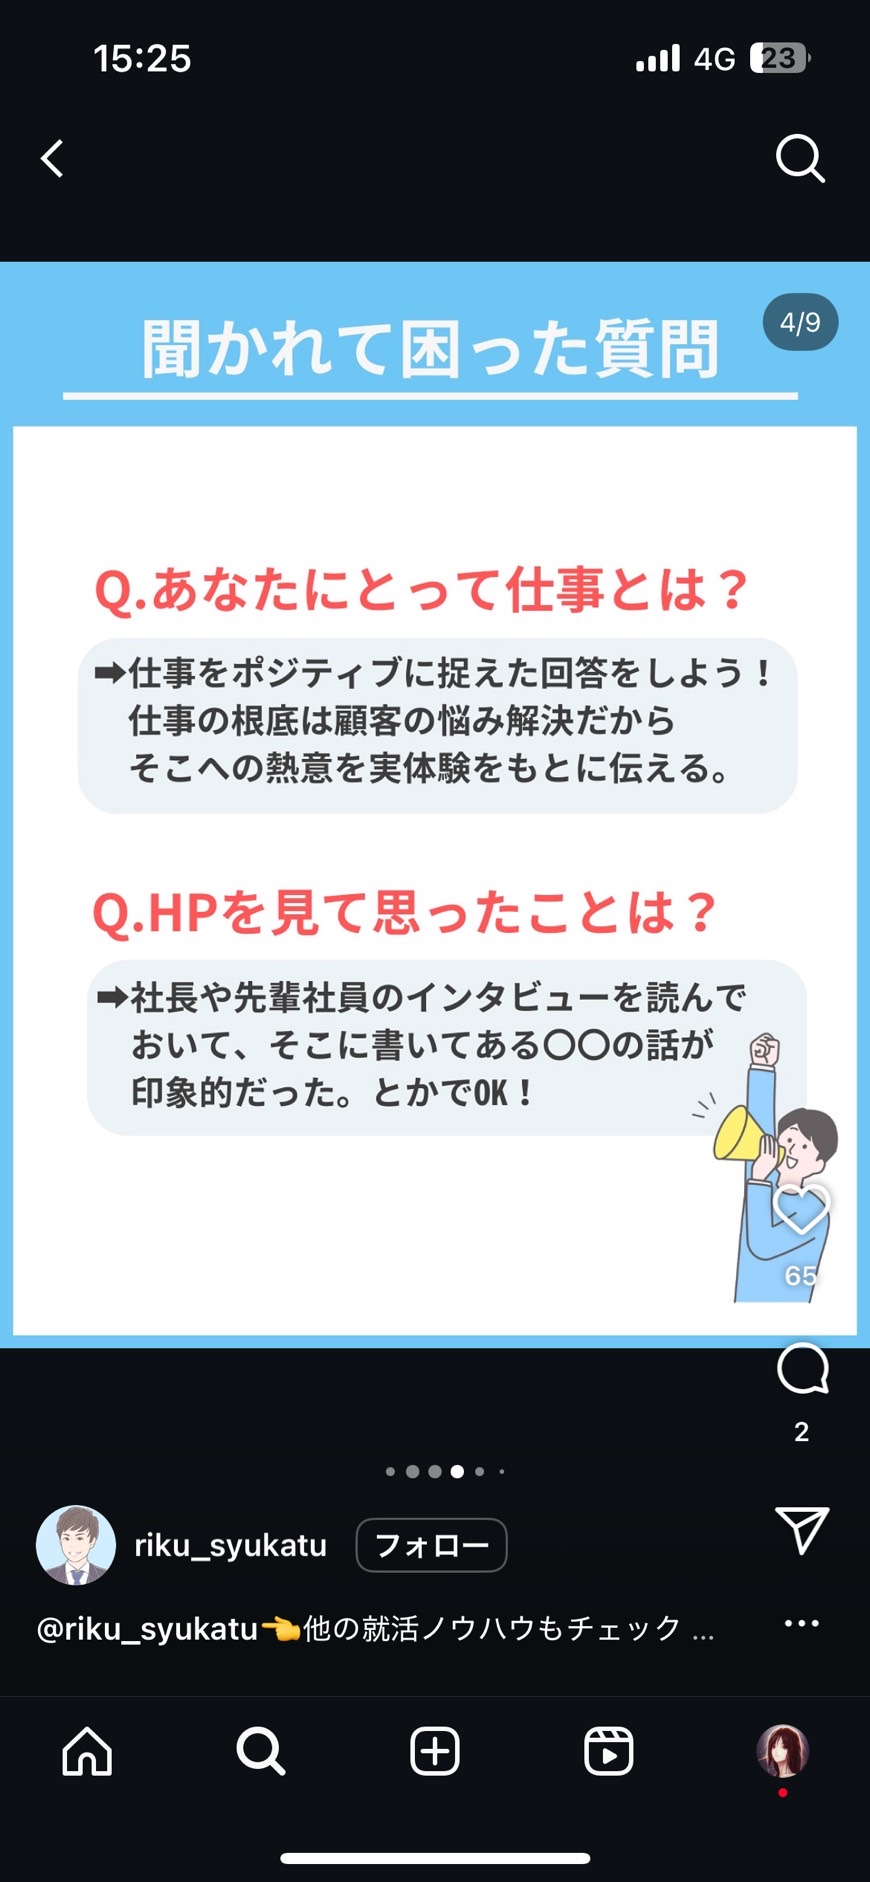 15:25
4G
23
4/9
聞かれて困った質問
Q.あなたにとって仕事とは？
➡仕事をポジティブに捉えた回答をしよう！
仕事の根底は顧客の悩み解決だから
そこへの熱意を実体験をもとに伝える。
Q.HPを見て思ったことは？
➡社長や先輩社員のインタビューを読んで
おいて、そこに書いてある〇〇の話が
印象的だった。とかでOK！
65
2
riku_syukatu
フォロー
@riku_syukatu👈他の就活ノウハウもチェック ...